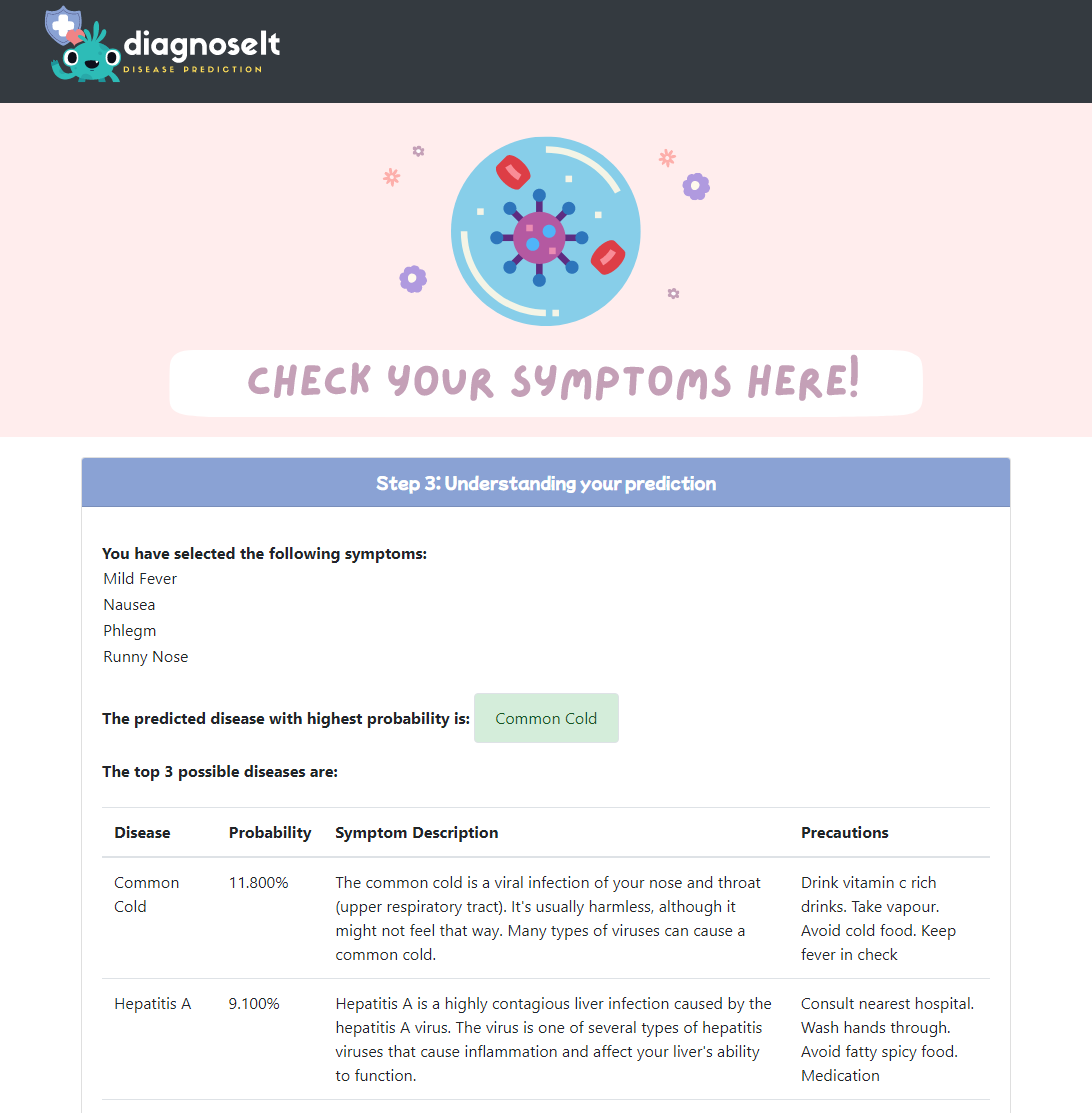 diagnoseIt
DISEASE PREDICTION
CHECK YOUR SYMPTOMS HERE!
Step 3: Understanding your prediction
You have selected the following symptoms:
Mild Fever
Nausea
Phlegm
Runny Nose
The predicted disease with highest probability is: Common Cold
The top 3 possible diseases are:
Disease Probability Symptom Description Precautions
Common 11.800% The common cold is a viral infection of your nose and throat Drink vitamin c rich
Cold (upper respiratory tract). It's usually harmless, although it drinks. Take vapour.
might not feel that way. Many types of viruses can cause a Avoid cold food. Keep
common cold. fever in check
Hepatitis A 9.100% Hepatitis A is a highly contagious liver infection caused by the Consult nearest hospital.
hepatitis A virus. The virus is one of several types of hepatitis Wash hands through.
viruses that cause inflammation and affect your liver's ability Avoid fatty spicy food.
to function. Medication